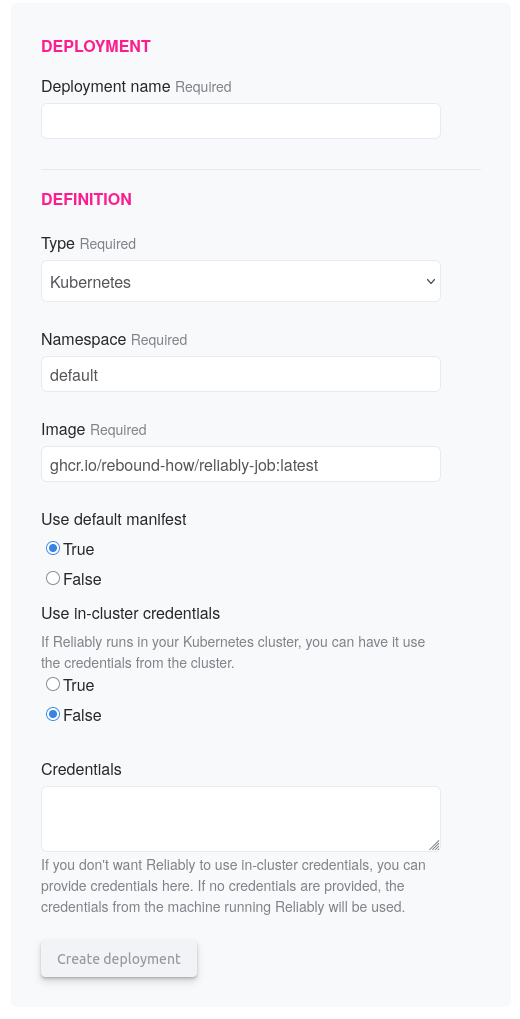 DEPLOYMENT
Deployment name Required
DEFINITION
Type Required
Kubernetes
Namespace Required
default
Image Required
ghcr.io/rebound-how/reliably-job:latest
Use default manifest
True
False
Use in-cluster credentials
If Reliably runs in your Kubernetes cluster, you can have it use
the credentials from the cluster.
True
False
Credentials
If you don't want Reliably to use in-cluster credentials, you can
provide credentials here. If no credentials are provided, the
credentials from the machine running Reliably will be used.
Create deployment